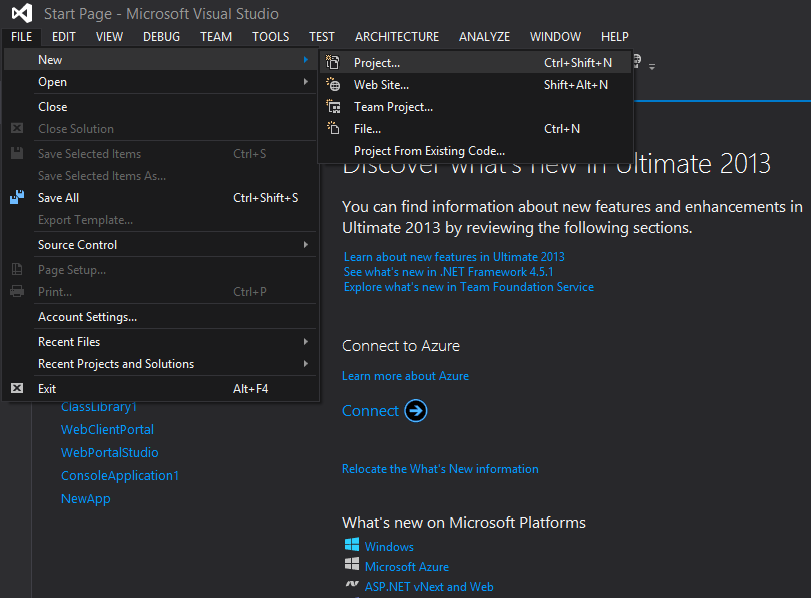 Start Page - Microsoft Visual Studio
FILE EDIT VIEW DEBUG TEAM TOOLS TEST ARCHITECTURE ANALYZE WINDOW HELP
New
Open
Close
Close Solution
Save Selected Items Ctrl+S
Save Selected Items As...
Save All Ctrl+Shift+S
Export Template...
Source Control
Page Setup...
Print... Ctrl+P
Account Settings...
Recent Files
Recent Projects and Solutions
Exit Alt+F4
Project... Ctrl+Shift+N
Web Site... Shift+Alt+N
Team Project...
File... Ctrl+N
Project From Existing Code...
ClassLibrary1
WebClientPortal
WebPortalStudio
ConsoleApplication1
NewApp
Discover what's new in Ultimate 2013
You can find information about new features and enhancements in
Ultimate 2013 by reviewing the following sections.
Learn about new features in Ultimate 2013
See what's new in .NET Framework 4.5.1
Explore what's new in Team Foundation Service
Connect to Azure
Learn more about Azure
Connect
Relocate the What's New information
What's new on Microsoft Platforms
Windows
Microsoft Azure
ASP.NET vNext and Web